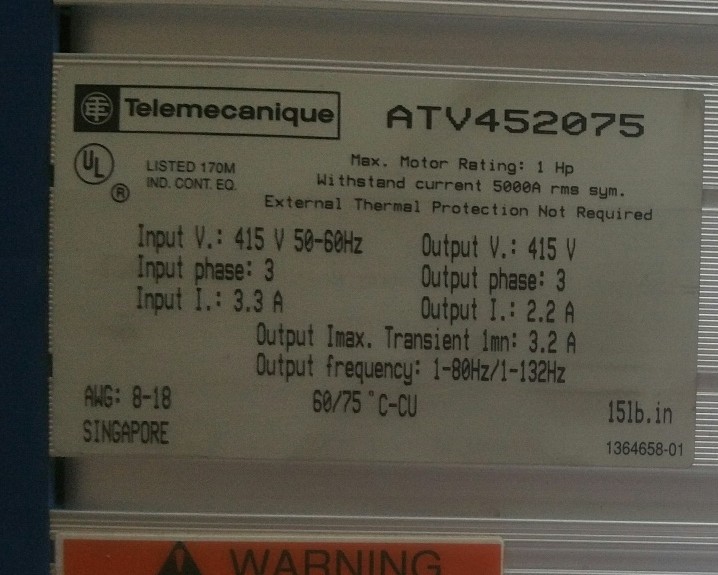 Telemecanique ATV452075
UL LISTED 170M
® IND. CONT. EQ.
Max. Motor Rating: 1 Hp
Withstand current 5000A rms sym.
External Thermal Protection Not Required
Input V.: 415 V 50-60Hz Output V.: 415 V
Input phase: 3 Output phase: 3
Input I.: 3.3 A Output I.: 2.2 A
Output Imax. Transient 1mn: 3.2 A
Output frequency: 1-80Hz/1-132Hz
AWG: 8-18 60/75°C-CU 15lb.in
SINGAPORE 1364658-01
WARNING